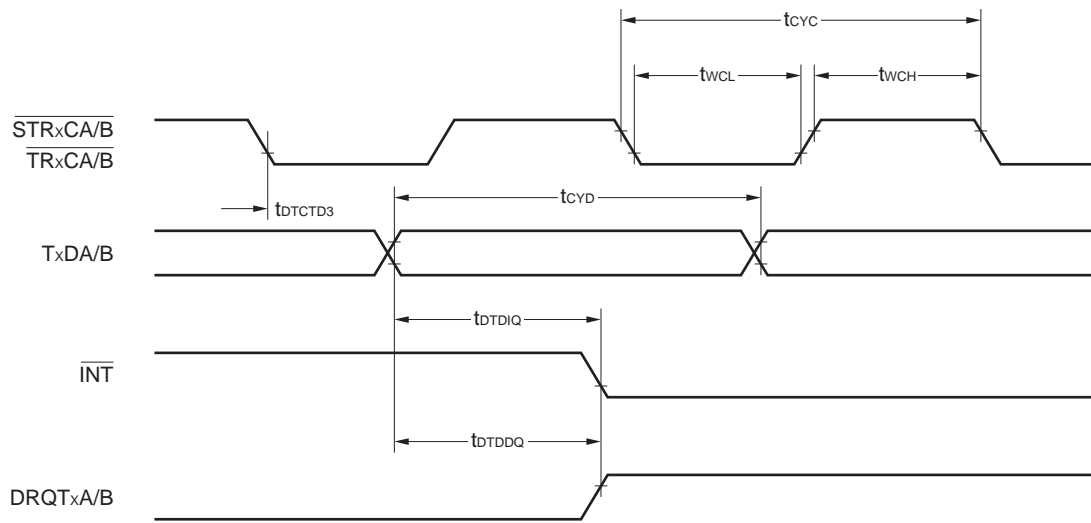 tCYC
tWCL
tWCH
STRxCA/B
TRxCA/B
tDTCTD3
tCYD
TxDA/B
tDTDIQ
INT
tDTDDQ
DRQTxA/B